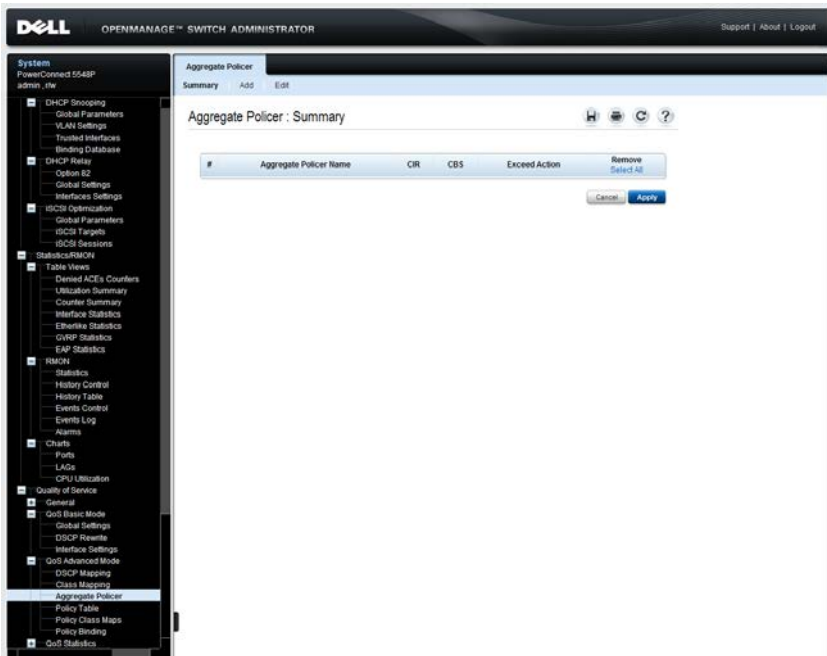 DELL OPENMANAGE™ SWITCH ADMINISTRATOR
Support | About | Logout
System
PowerConnect 5548P
admin , r/w
DHCP Snooping
Global Parameters
VLAN Settings
Trusted Interfaces
Binding Database
DHCP Relay
Option 82
Global Settings
Interfaces Settings
iSCSI Optimization
Global Parameters
iSCSI Targets
iSCSI Sessions
Statistics/RMON
Table Views
Denied ACEs Counters
Utilization Summary
Counter Summary
Interface Statistics
Etherlike Statistics
GVRP Statistics
EAP Statistics
RMON
Statistics
History Control
History Table
Events Control
Events Log
Alarms
Charts
Ports
LAGs
CPU Utilization
Quality of Service
General
QoS Basic Mode
Global Settings
DSCP Rewrite
Interface Settings
QoS Advanced Mode
DSCP Mapping
Class Mapping
Aggregate Policer
Policy Table
Policy Class Maps
Policy Binding
QoS Statistics
Aggregate Policer
Summary Add Edit
Aggregate Policer : Summary
?
# Aggregate Policer Name CIR CBS Exceed Action Remove
Select All
Cancel Apply